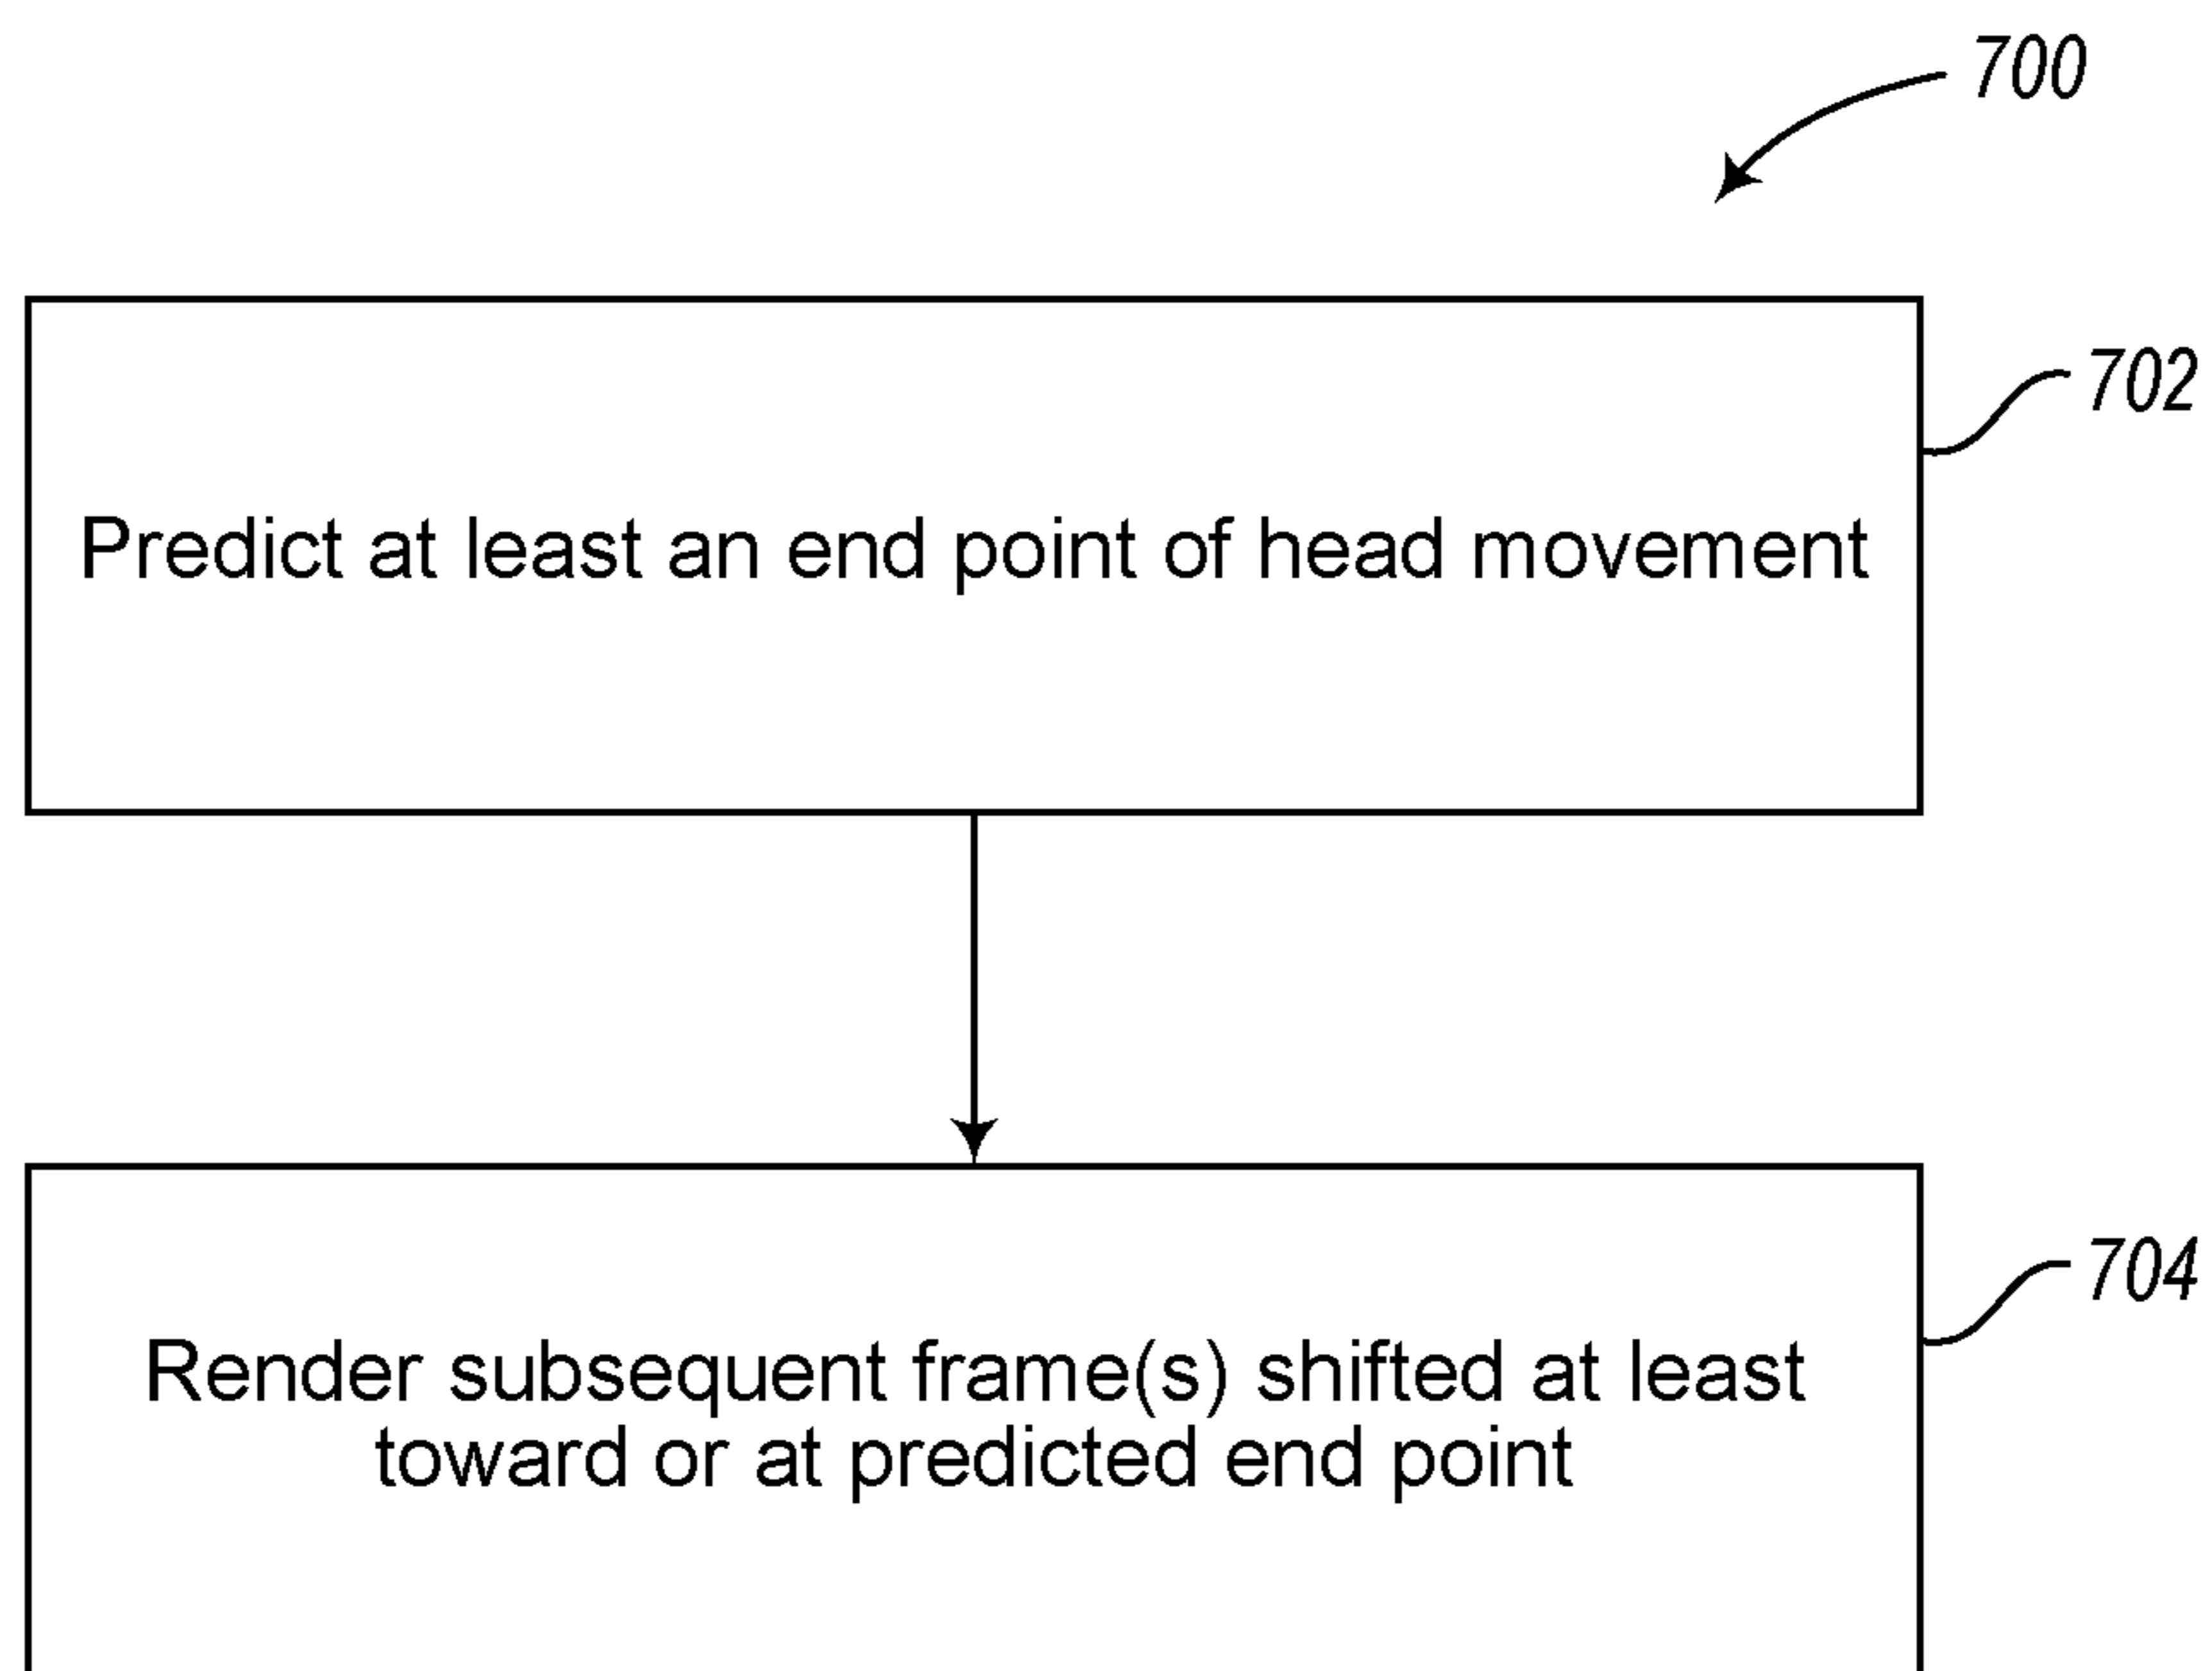 700
702
Predict at least an end point of head movement
704
Render subsequent frame(s) shifted at least
toward or at predicted end point